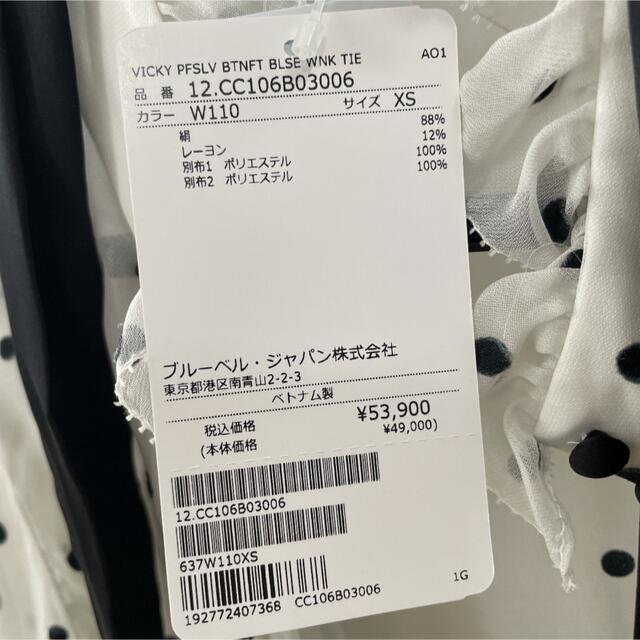 VICKY PFSLV BTNFT BLSE WNK TIE AO1
品番 12.CC106B03006
カラー W110 サイズ XS
絹 88%
レーヨン 12%
別布1 ポリエステル 100%
別布2 ポリエステル 100%
ブルーベル・ジャパン株式会社
東京都港区南青山2-2-3
ベトナム製
税込価格 ¥53,900
(本体価格 ¥49,000)
12.CC106B03006
637W110XS
192772407368 CC106B03006 1G